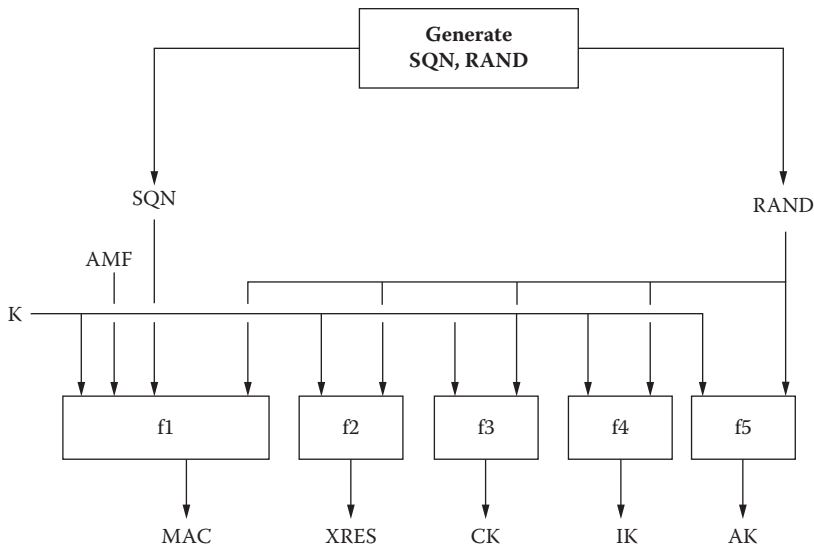 Generate
SQN, RAND
SQN
RAND
AMF
K
f1
f2
f3
f4
f5
MAC
XRES
CK
IK
AK